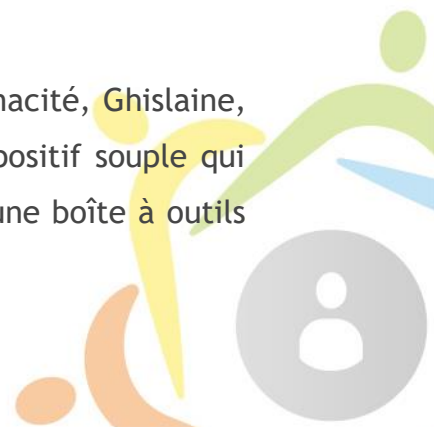 nacité, Ghislaine,
positif souple qui
une boîte à outils